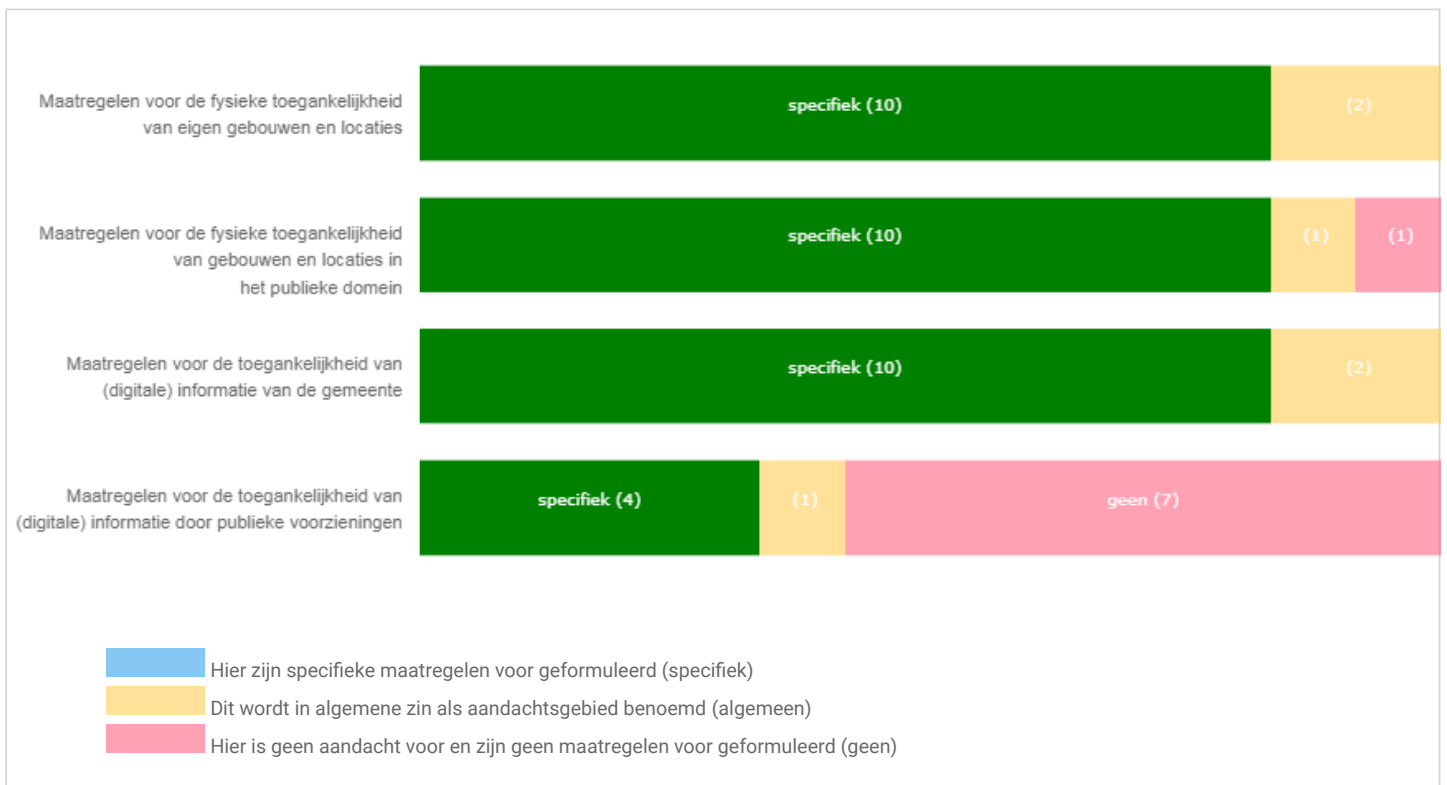 Maatregelen voor de fysieke toegankelijkheid
van eigen gebouwen en locaties
specifiek (10)
(2)
Maatregelen voor de fysieke toegankelijkheid
van gebouwen en locaties in
het publieke domein
specifiek (10)
(1)
(1)
Maatregelen voor de toegankelijkheid van
(digitale) informatie van de gemeente
specifiek (10)
(2)
Maatregelen voor de toegankelijkheid van
(digitale) informatie door publieke voorzieningen
specifiek (4)
(1)
geen (7)
Hier zijn specifieke maatregelen voor geformuleerd (specifiek)
Dit wordt in algemene zin als aandachtsgebied benoemd (algemeen)
Hier is geen aandacht voor en zijn geen maatregelen voor geformuleerd (geen)